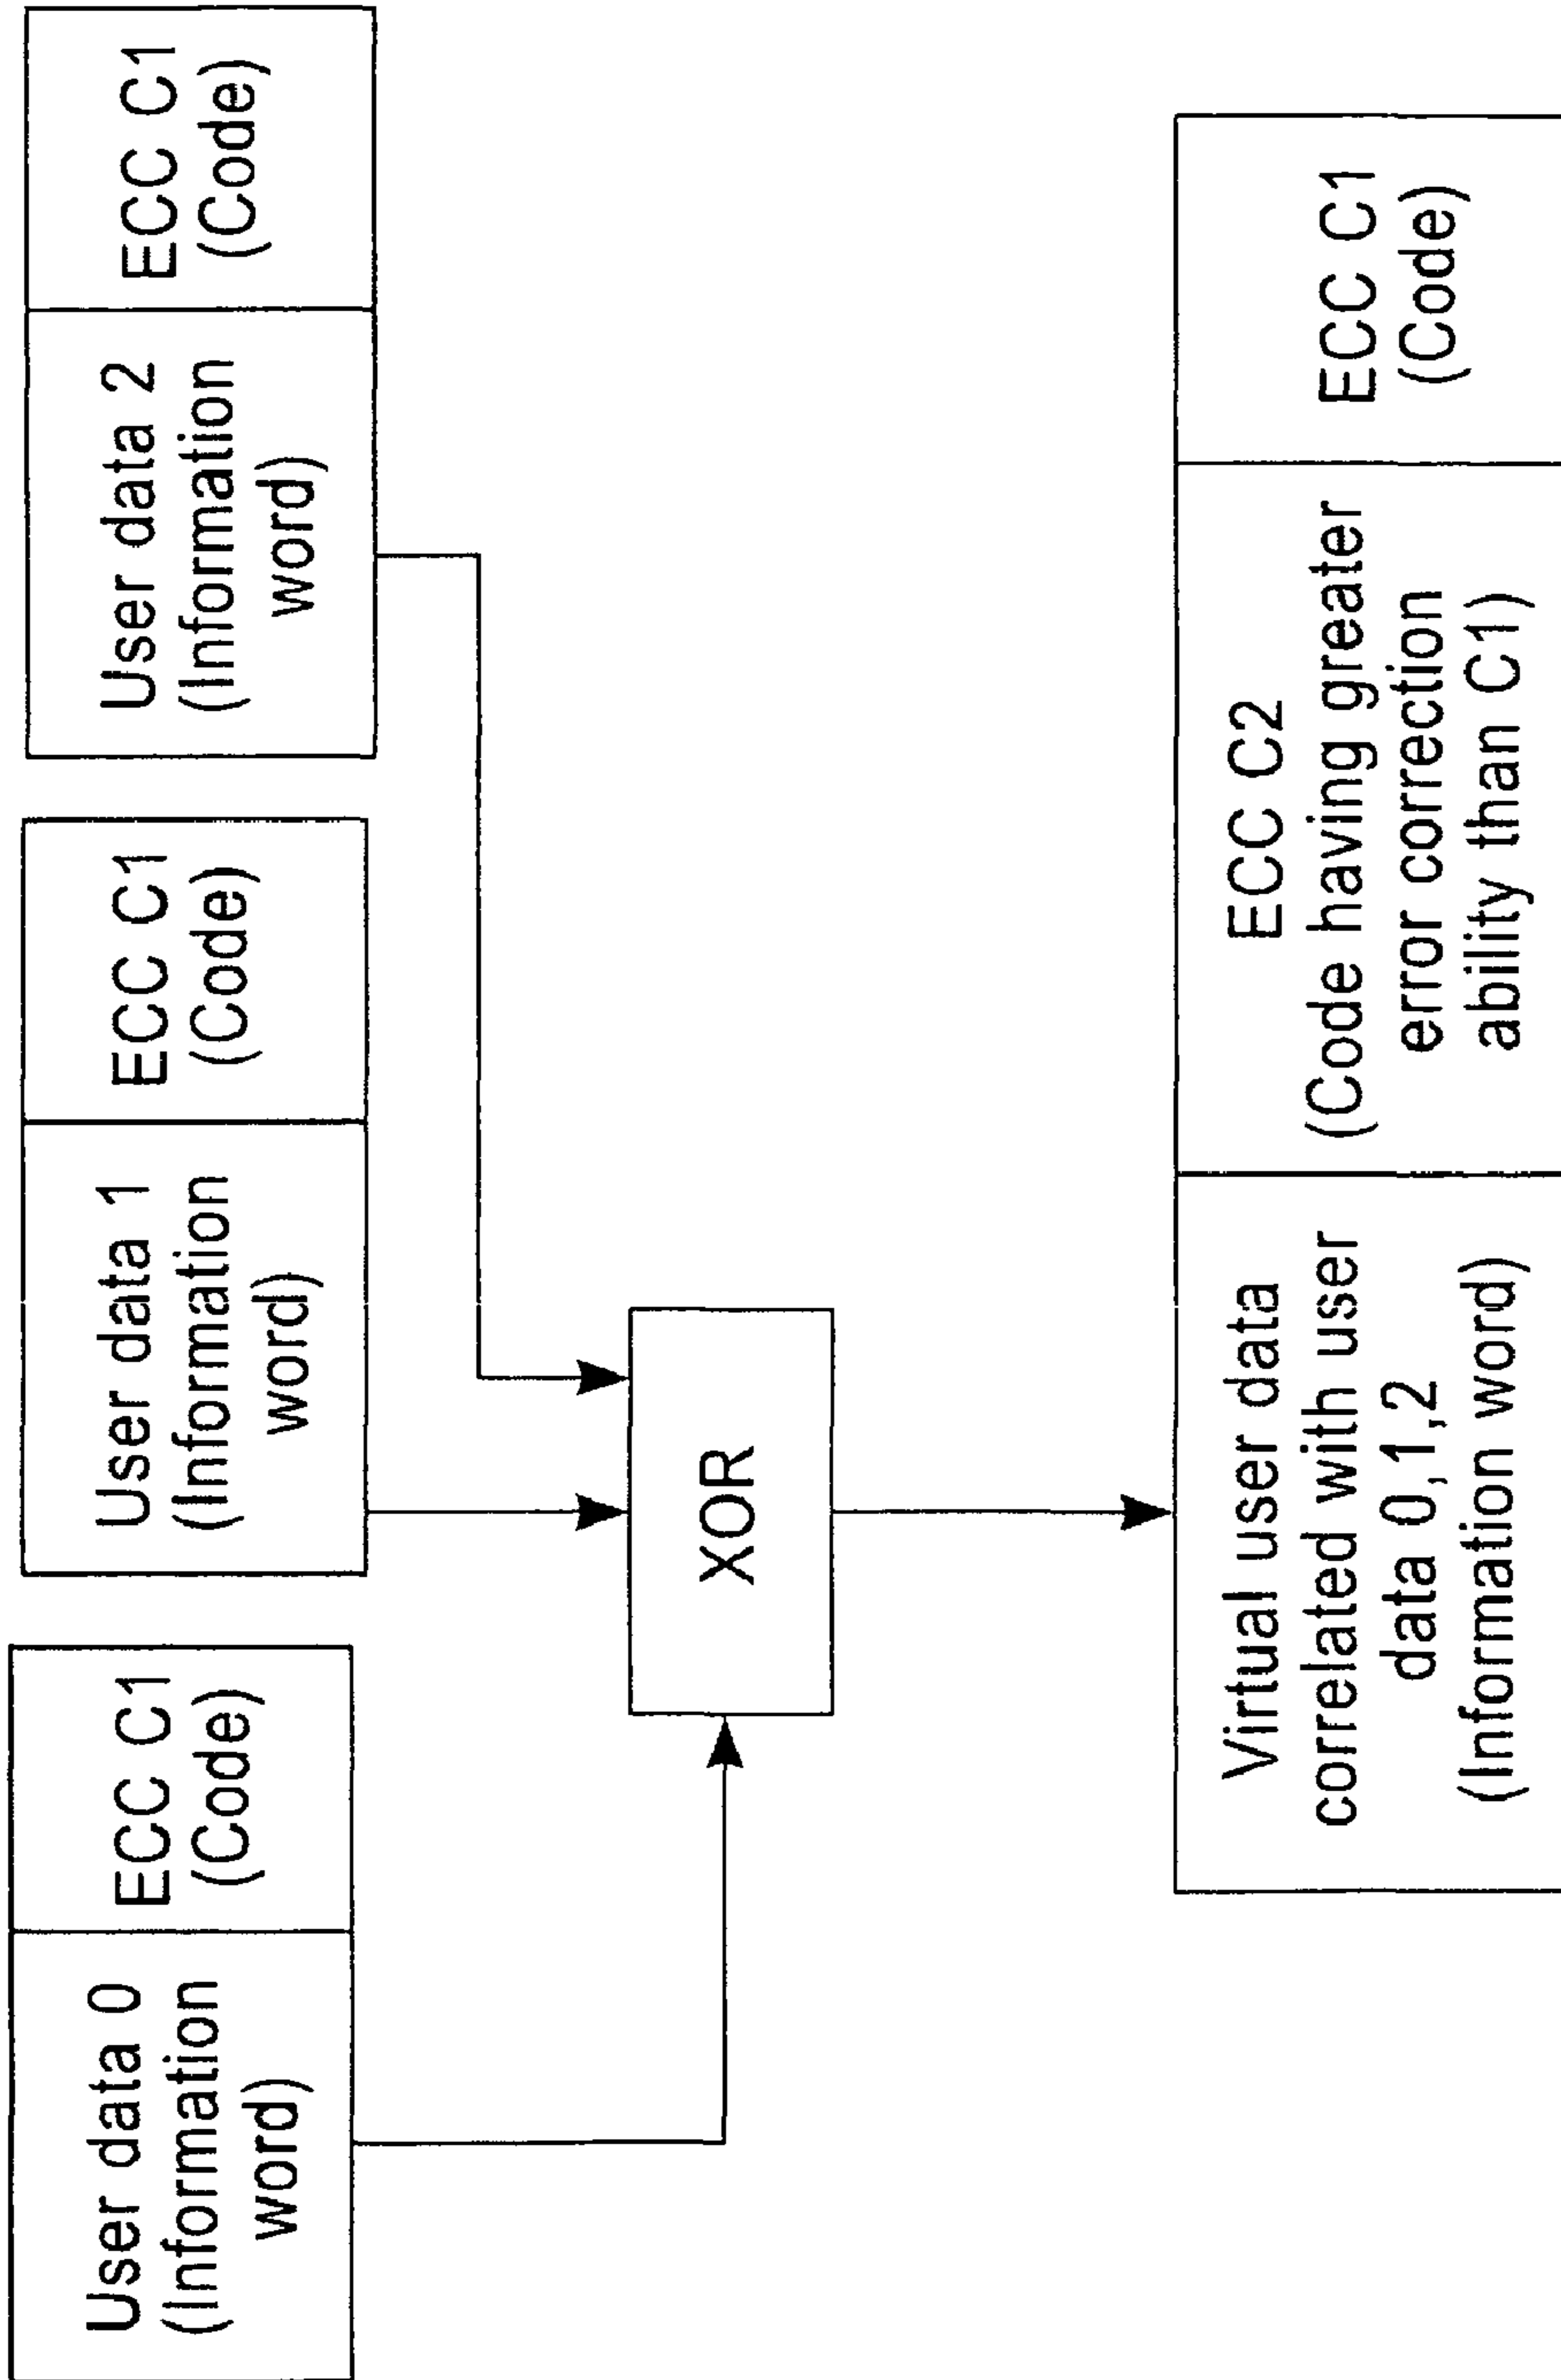 User data 0
(Information
word)
ECC C1
(Code)
User data 1
(Information
word)
ECC C1
(Code)
User data 2
(Information
word)
ECC C1
(Code)
XOR
Virtual user data
correlated with user
data 0,1,2
(Information word)
ECC C2
(Code having greater
error correction
ability than C1)
ECC C1
(Code)